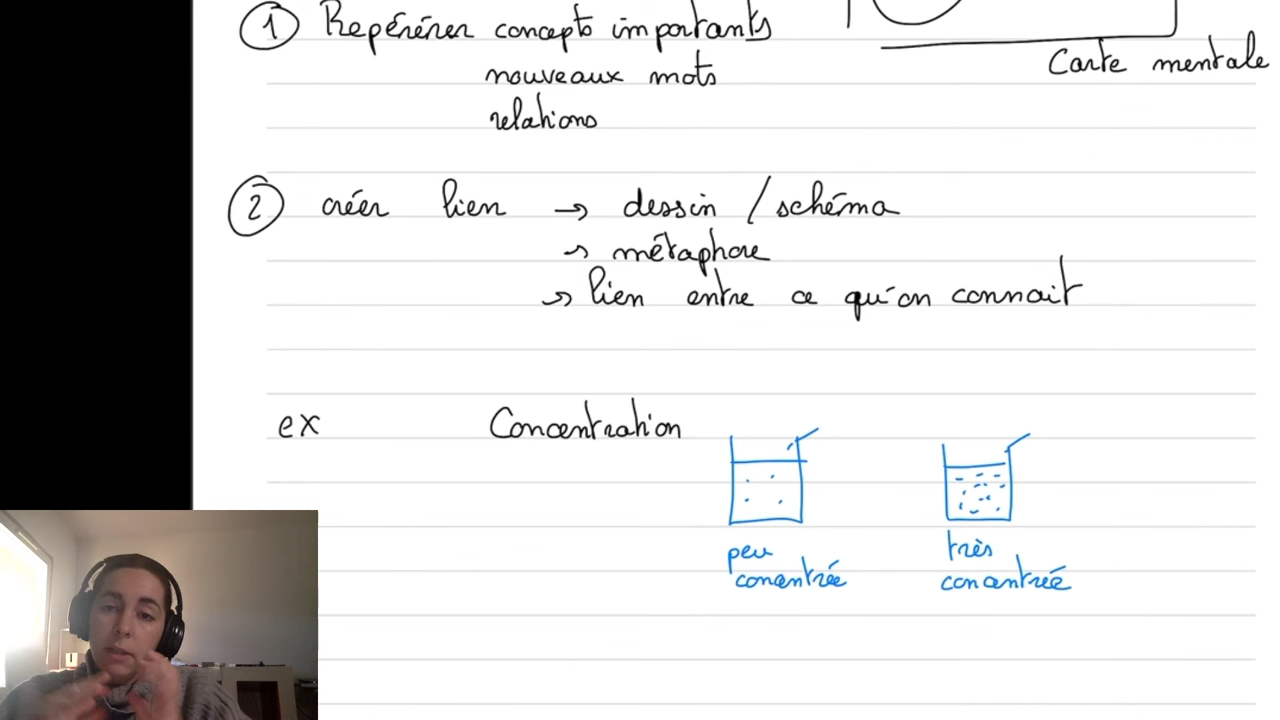 1 Repérérer concepts importants
nouveaux mots
relations
Carte mentale
2 créer lien → dessin / schéma
→ métaphore
→ lien entre ce qu'on connait
ex Concentration
peu concentrée
très concentrée